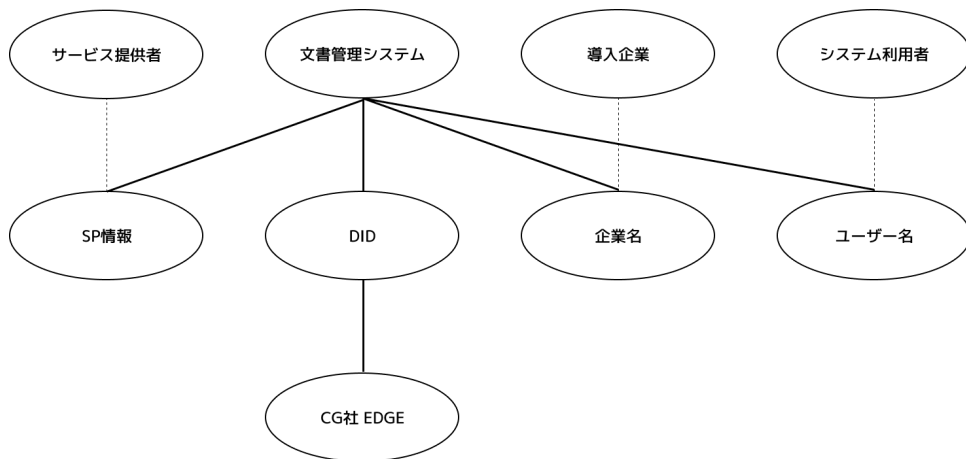 サービス提供者
文書管理システム
導入企業
システム利用者
SP情報
DID
企業名
ユーザー名
CG社 EDGE